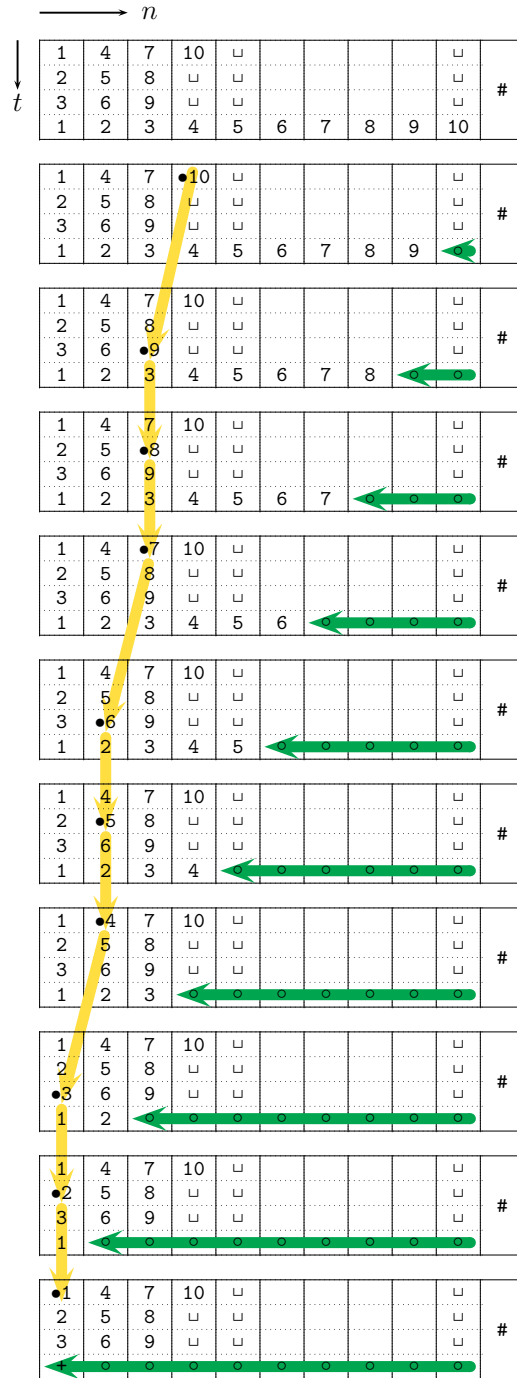 n
t
1 4 7 10 ⊔ ⊔
2 5 8 ⊔ ⊔ ⊔
3 6 9 ⊔ ⊔ ⊔
1 2 3 4 5 6 7 8 9 10
#
1 4 7 •10 ⊔ ⊔
2 5 8 ⊔ ⊔ ⊔
3 6 9 ⊔ ⊔ ⊔
1 2 3 4 5 6 7 8 9 ∘
#
1 4 7 10 ⊔ ⊔
2 5 8 ⊔ ⊔ ⊔
3 6 •9 ⊔ ⊔ ⊔
1 2 3 4 5 6 7 8 ∘ ∘
#
1 4 7 10 ⊔ ⊔
2 5 •8 ⊔ ⊔ ⊔
3 6 9 ⊔ ⊔ ⊔
1 2 3 4 5 6 7 ∘ ∘ ∘
#
1 4 •7 10 ⊔ ⊔
2 5 8 ⊔ ⊔ ⊔
3 6 9 ⊔ ⊔ ⊔
1 2 3 4 5 6 ∘ ∘ ∘ ∘
#
1 4 7 10 ⊔ ⊔
2 5 8 ⊔ ⊔ ⊔
3 •6 9 ⊔ ⊔ ⊔
1 2 3 4 5 ∘ ∘ ∘ ∘ ∘
#
1 4 7 10 ⊔ ⊔
2 •5 8 ⊔ ⊔ ⊔
3 6 9 ⊔ ⊔ ⊔
1 2 3 4 ∘ ∘ ∘ ∘ ∘ ∘
#
1 •4 7 10 ⊔ ⊔
2 5 8 ⊔ ⊔ ⊔
3 6 9 ⊔ ⊔ ⊔
1 2 3 ∘ ∘ ∘ ∘ ∘ ∘ ∘
#
1 4 7 10 ⊔ ⊔
2 5 8 ⊔ ⊔ ⊔
•3 6 9 ⊔ ⊔ ⊔
1 2 ∘ ∘ ∘ ∘ ∘ ∘ ∘ ∘
#
1 4 7 10 ⊔ ⊔
•2 5 8 ⊔ ⊔ ⊔
3 6 9 ⊔ ⊔ ⊔
1 ∘ ∘ ∘ ∘ ∘ ∘ ∘ ∘ ∘
#
•1 4 7 10 ⊔ ⊔
2 5 8 ⊔ ⊔ ⊔
3 6 9 ⊔ ⊔ ⊔
+ ∘ ∘ ∘ ∘ ∘ ∘ ∘ ∘ ∘
#